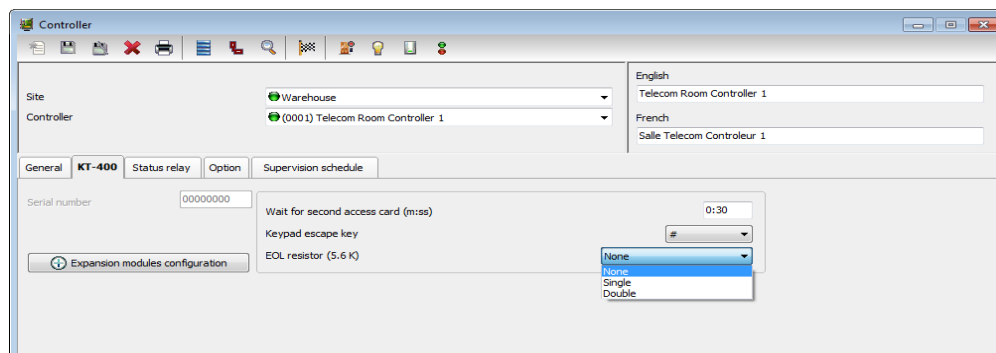 Controller
English
Site
Warehouse
Telecom Room Controller 1
Controller
(0001) Telecom Room Controller 1
French
Salle Telecom Controleur 1
General
KT-400
Status relay
Option
Supervision schedule
Serial number
00000000
Wait for second access card (m:ss)
0:30
Keypad escape key
#
Expansion modules configuration
EOL resistor (5.6 K)
None
None
Single
Double